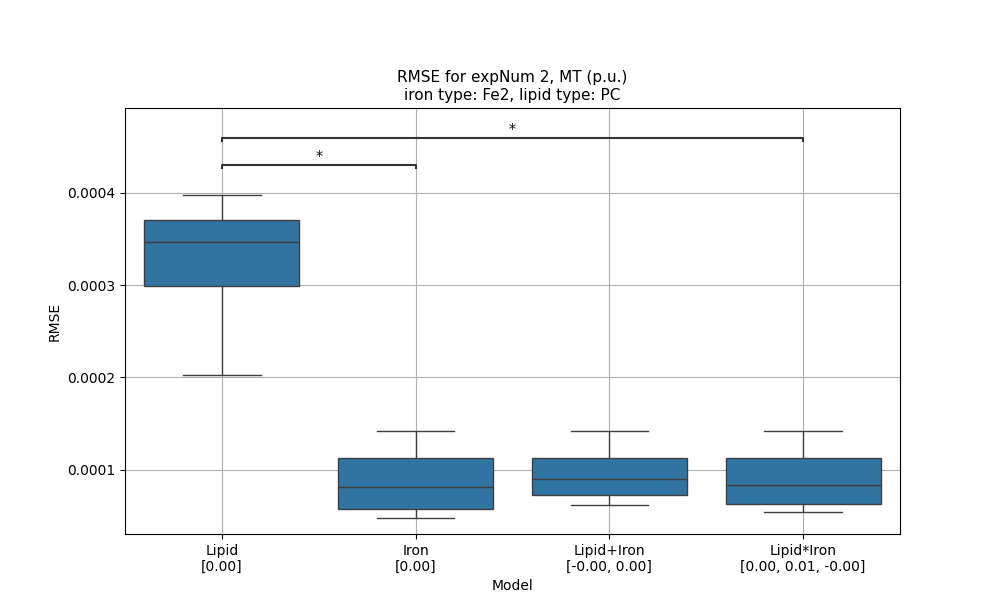 RMSE for expNum 2, MT (p.u.)
iron type: Fe2, lipid type: PC
*
*
0.0004
0.0003
0.0002
0.0001
RMSE
Lipid
[0.00]
Iron
[0.00]
Lipid+Iron
[-0.00, 0.00]
Lipid*Iron
[0.00, 0.01, -0.00]
Model